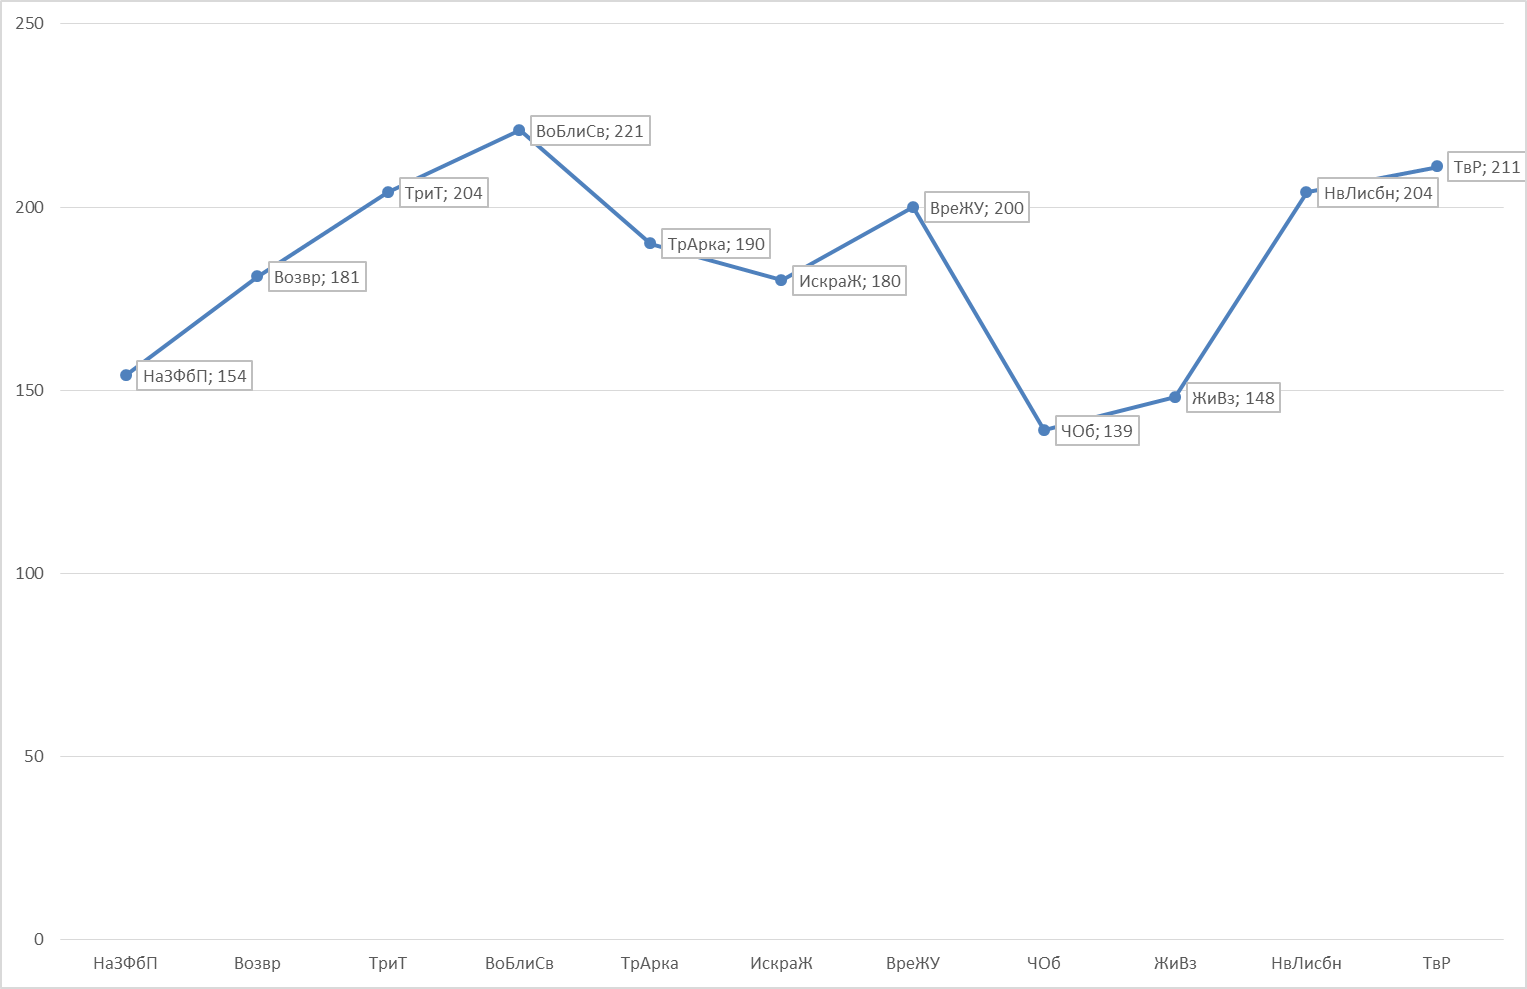 250
200
150
100
50
0
НаЗФбП; 154
Возвр; 181
ТриТ; 204
ВоБлиСв; 221
ТрАрка; 190
ИскраЖ; 180
ВреЖУ; 200
ЧОб; 139
ЖиВз; 148
НвЛисбн; 204
ТвР; 211
НаЗФбП Возвр ТриТ ВоБлиСв ТрАрка ИскраЖ ВреЖУ ЧОб ЖиВз НвЛисбн ТвР